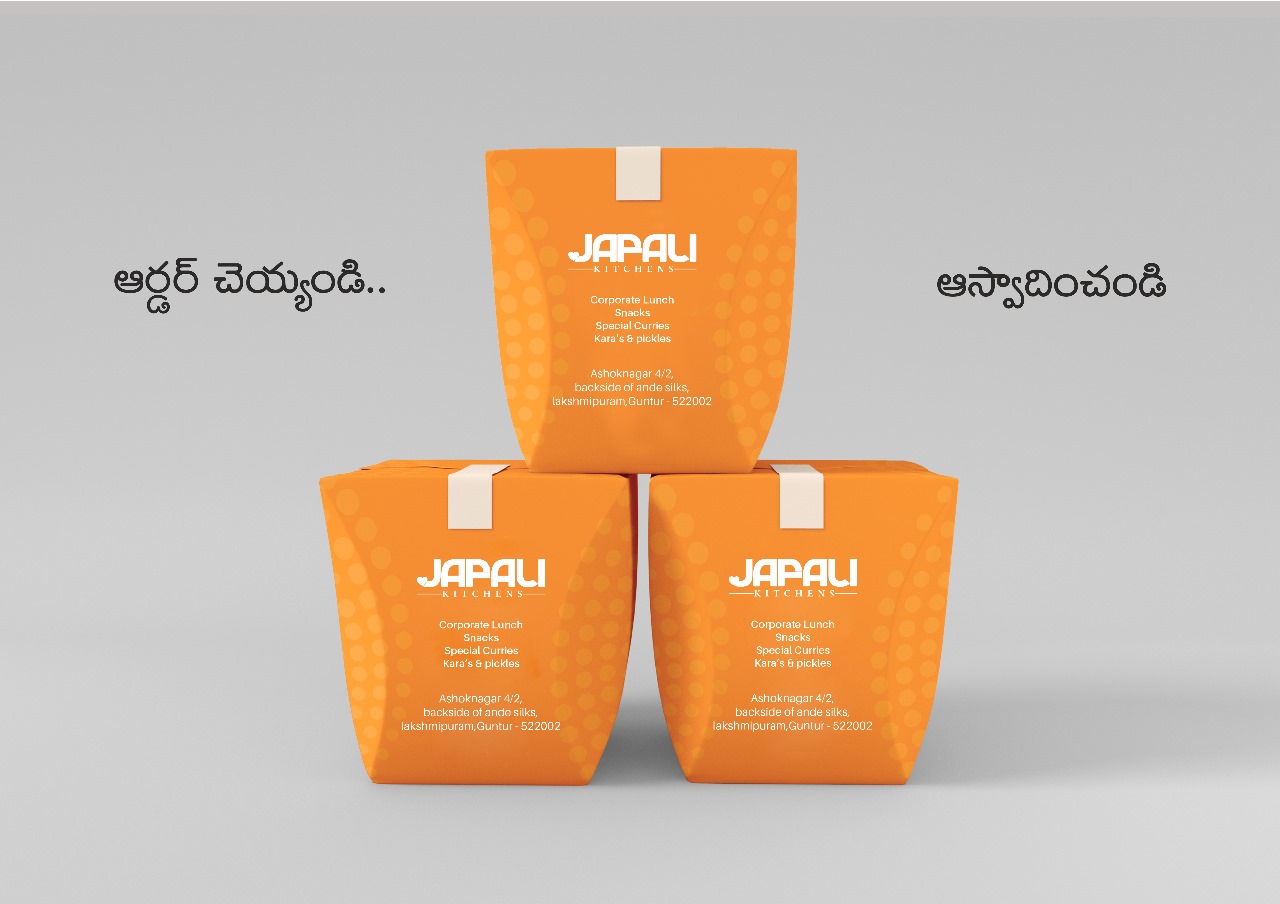 ఆర్డర్ చెయ్యండి..
ఆస్వాదించండి
JAPALI
KITCHENS
Corporate Lunch
Snacks
Special Curries
Kara's & pickles
Ashoknagar 4/2,
backside of ande silks,
lakshmipuram,Guntur - 522002
JAPALI
KITCHENS
Corporate Lunch
Snacks
Special Curries
Kara's & pickles
Ashoknagar 4/2,
backside of ande silks,
lakshmipuram,Guntur - 522002
JAPALI
KITCHENS
Corporate Lunch
Snacks
Special Curries
Kara's & pickles
Ashoknagar 4/2,
backside of ande silks,
lakshmipuram,Guntur - 522002